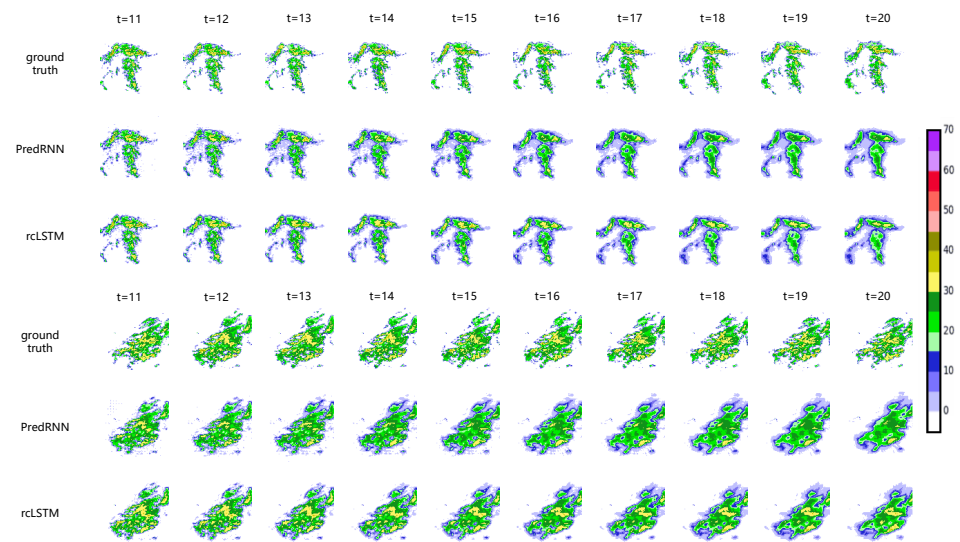 t=11 t=12 t=13 t=14 t=15 t=16 t=17 t=18 t=19 t=20
ground
truth
PredRNN
rcLSTM
t=11 t=12 t=13 t=14 t=15 t=16 t=17 t=18 t=19 t=20
ground
truth
PredRNN
rcLSTM
70
60
50
40
30
20
10
0